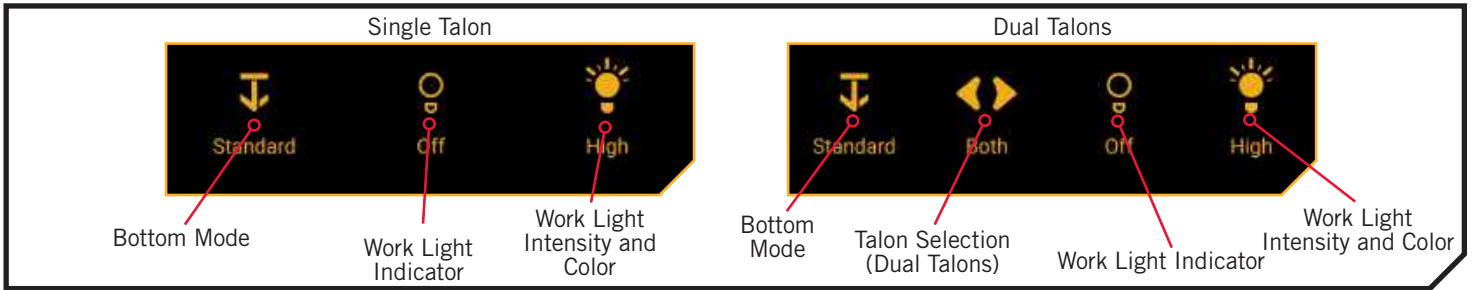 Single Talon
Standard
Off
High
Bottom Mode
Work Light
Indicator
Work Light
Intensity and
Color
Dual Talons
Standard
Both
Off
High
Bottom
Mode
Talon Selection
(Dual Talons)
Work Light Indicator
Work Light
Intensity and Color